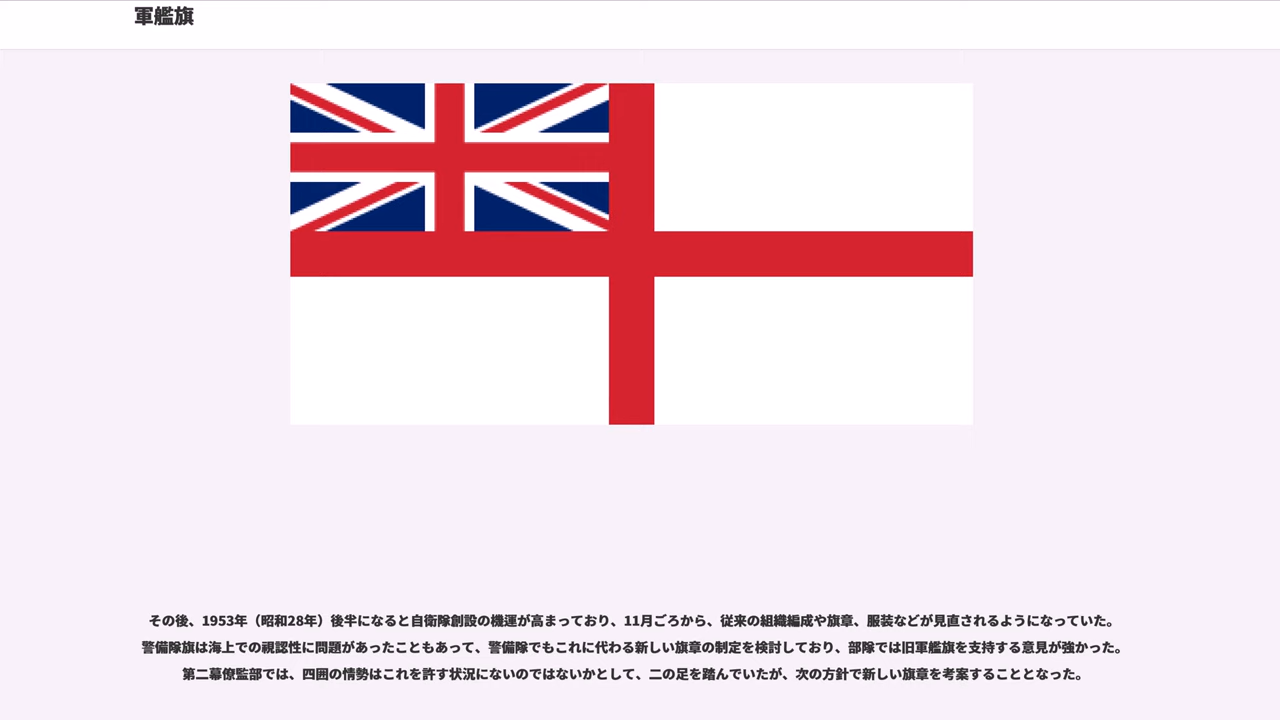 軍艦旗
その後、1953年（昭和28年）後半になると自衛隊創設の機運が高まっており、11月ごろから、従来の組織編成や旗章、服装などが見直されるようになっていた。
警備隊旗は海上での視認性に問題があったこともあって、警備隊でもこれに代わる新しい旗章の制定を検討しており、部隊では旧軍艦旗を支持する意見が強かった。
第二幕僚監部では、四囲の情勢はこれを許す状況にないのではないかとして、二の足を踏んでいたが、次の方針で新しい旗章を考案することとなった。